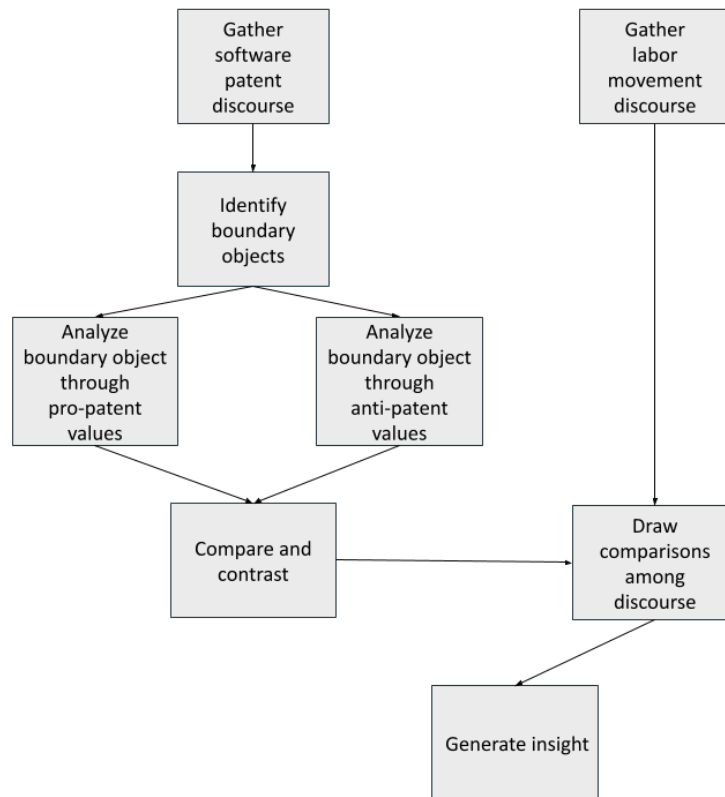 Gather
software
patent
discourse
Gather
labor
movement
discourse
Identify
boundary
objects
Analyze
boundary object
through
pro-patent
values
Analyze
boundary object
through
anti-patent
values
Compare and
contrast
Draw
comparisons
among
discourse
Generate insight